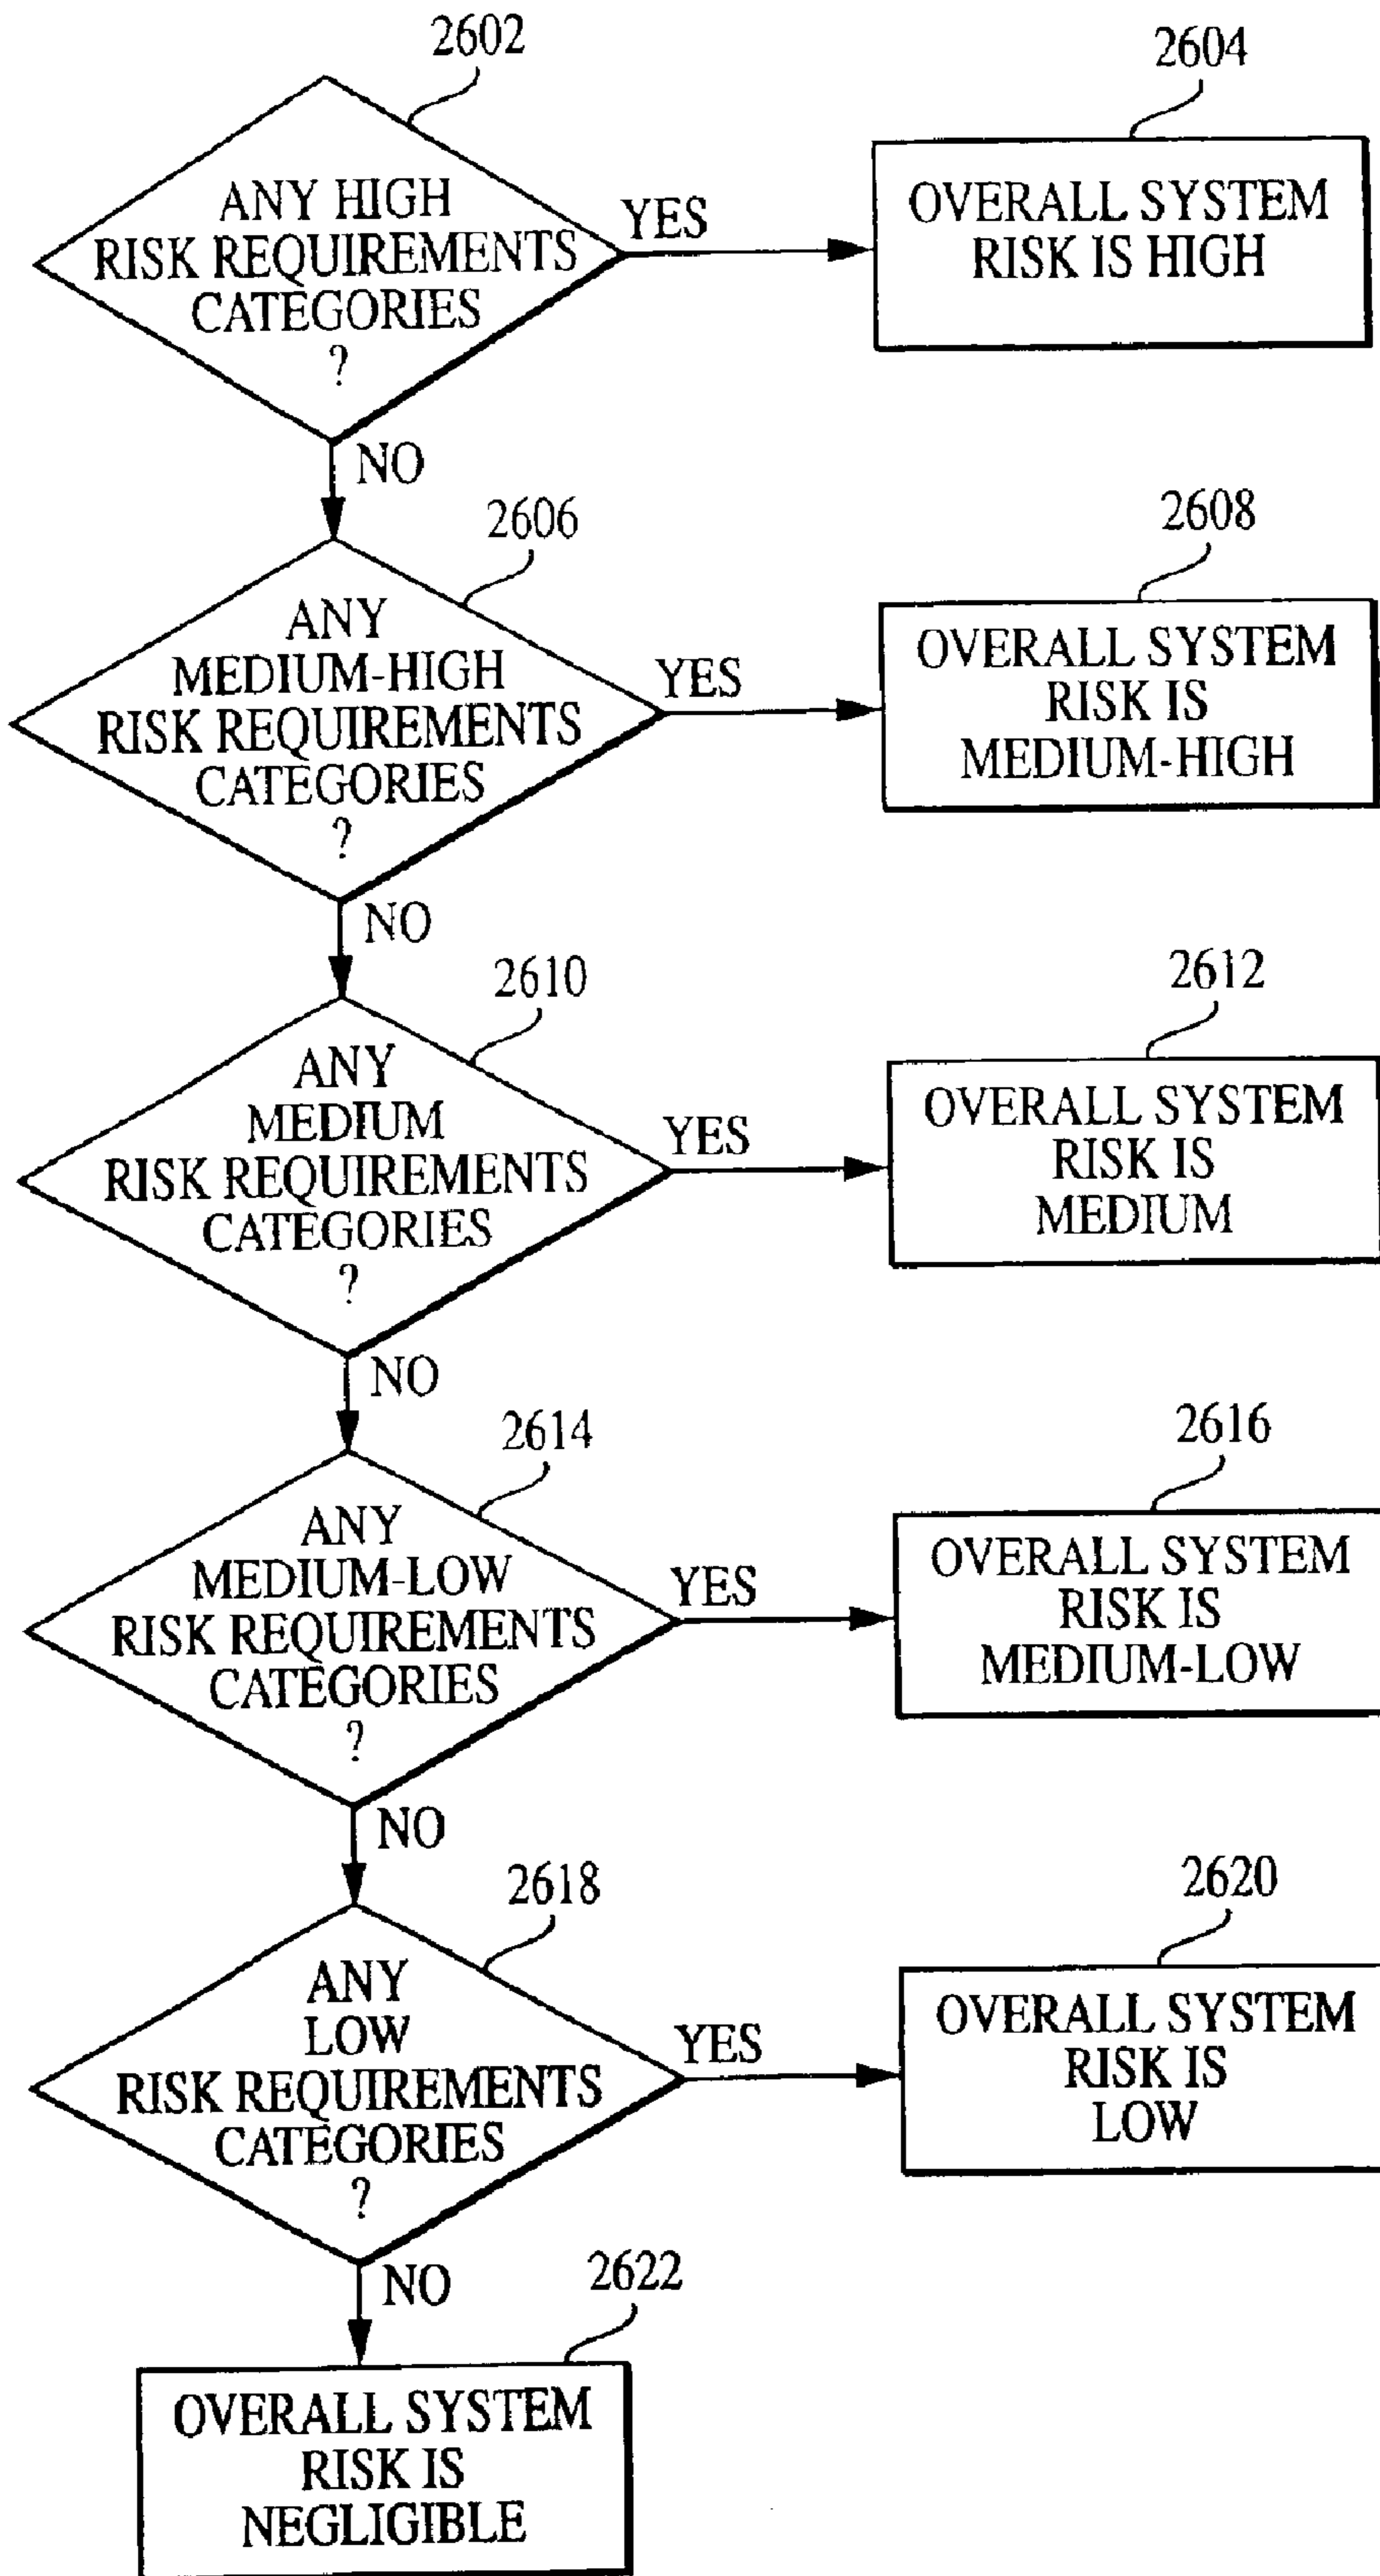 2602
2604
ANY HIGH
RISK REQUIREMENTS
CATEGORIES
?
YES
OVERALL SYSTEM
RISK IS HIGH
NO
2606
2608
ANY
MEDIUM-HIGH
RISK REQUIREMENTS
CATEGORIES
?
YES
OVERALL SYSTEM
RISK IS
MEDIUM-HIGH
NO
2610
2612
ANY
MEDIUM
RISK REQUIREMENTS
CATEGORIES
?
YES
OVERALL SYSTEM
RISK IS
MEDIUM
NO
2614
2616
ANY
MEDIUM-LOW
RISK REQUIREMENTS
CATEGORIES
?
YES
OVERALL SYSTEM
RISK IS
MEDIUM-LOW
NO
2618
2620
ANY
LOW
RISK REQUIREMENTS
CATEGORIES
?
YES
OVERALL SYSTEM
RISK IS
LOW
NO
2622
OVERALL SYSTEM
RISK IS
NEGLIGIBLE